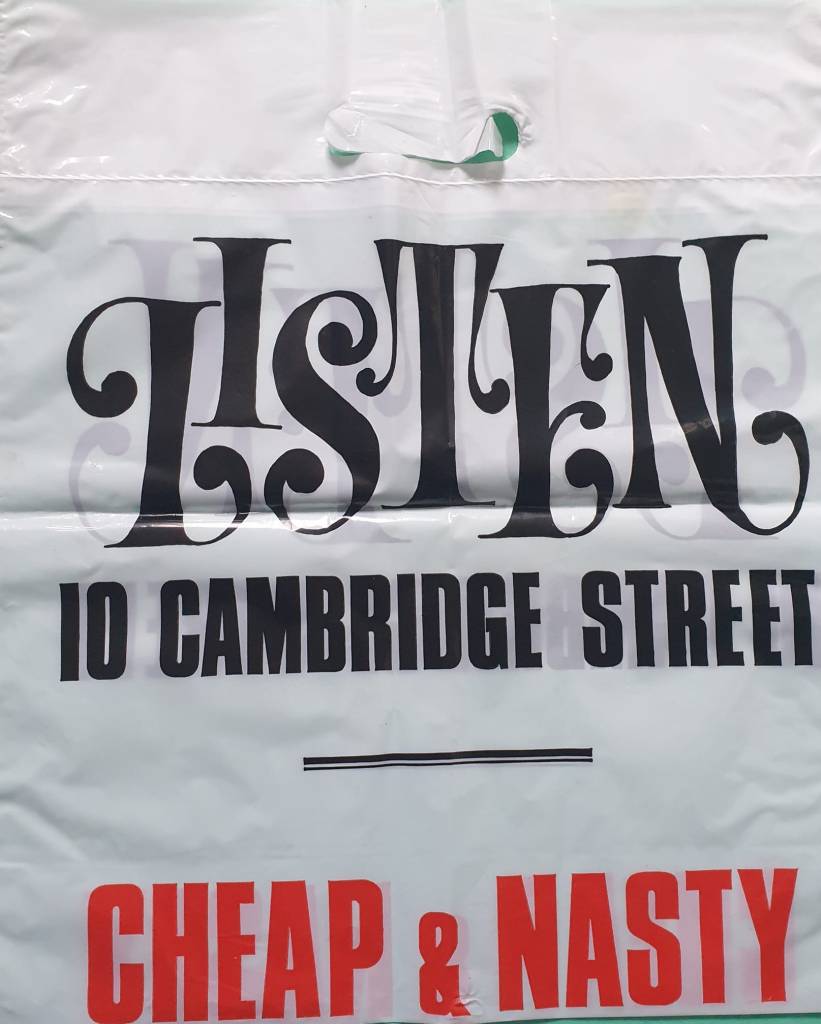 LISTEN
10 CAMBRIDGE STREET
CHEAP & NASTY